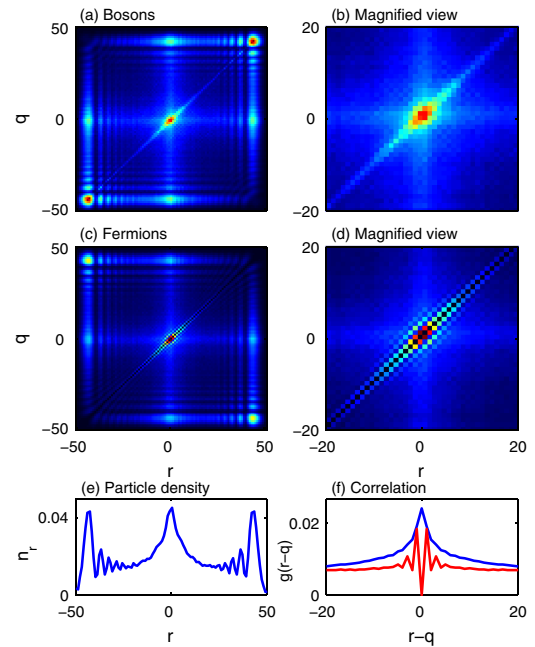 (a) Bosons
(b) Magnified view
50
0
−50
q
20
0
−20
(c) Fermions
(d) Magnified view
50
0
−50
q
−50
0
50
r
20
0
−20
−20
0
20
r
(e) Particle density
(f) Correlation
0.04
0
n_r
−50
0
50
r
0.02
0
g(r−q)
−20
0
20
r−q